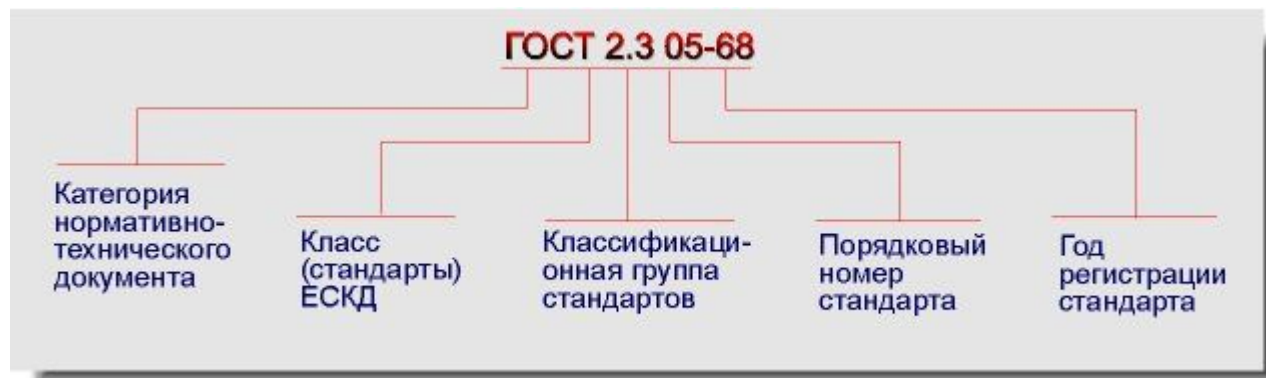 ГОСТ 2.3 05-68
Категория
нормативно-
технического
документа
Класс
(стандарты)
ЕСКД
Классификаци-
онная группа
стандартов
Порядковый
номер
стандарта
Год
регистрации
стандарта